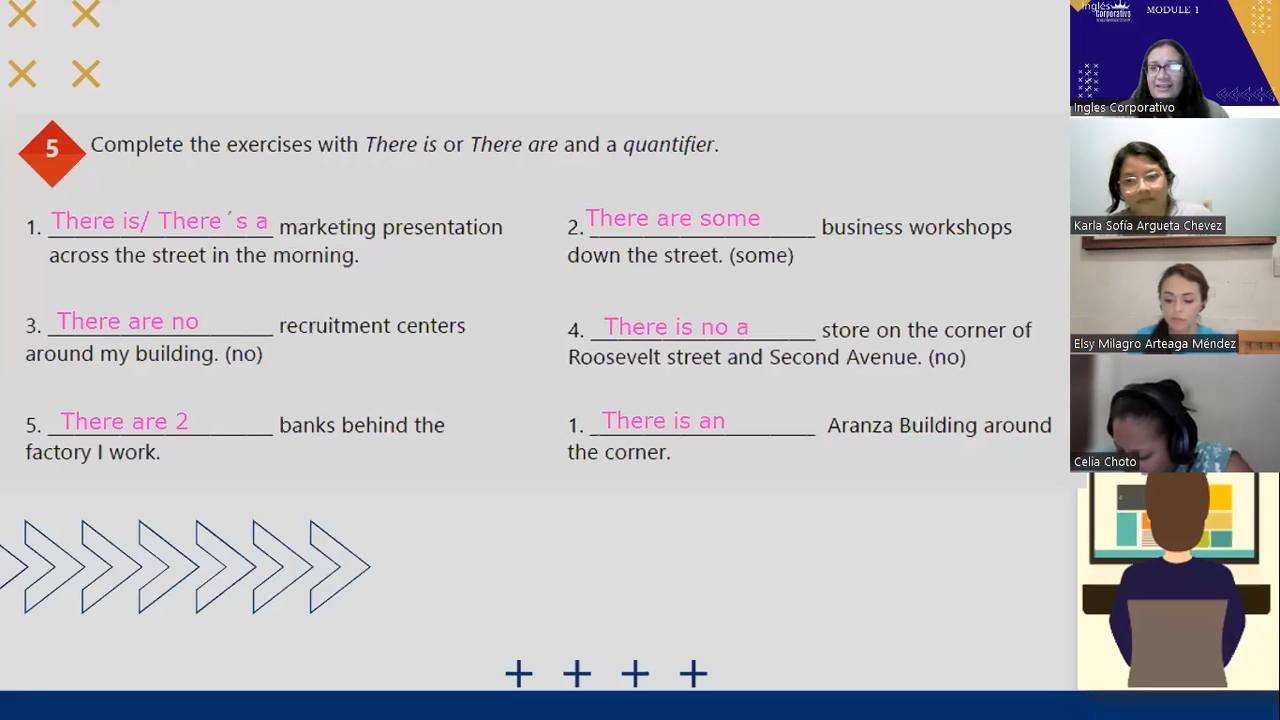 5 Complete the exercises with There is or There are and a quantifier.
1. There is/ There´s a marketing presentation
across the street in the morning.
2. There are some business workshops
down the street. (some)
3. There are no recruitment centers
around my building. (no)
4. There is no a store on the corner of
Roosevelt street and Second Avenue. (no)
5. There are 2 banks behind the
factory I work.
1. There is an Aranza Building around
the corner.
Inglés
Corporativo
MODULE 1
Ingles Corporativo
Karla Sofía Argueta Chevez
Elsy Milagro Arteaga Méndez
Celia Choto